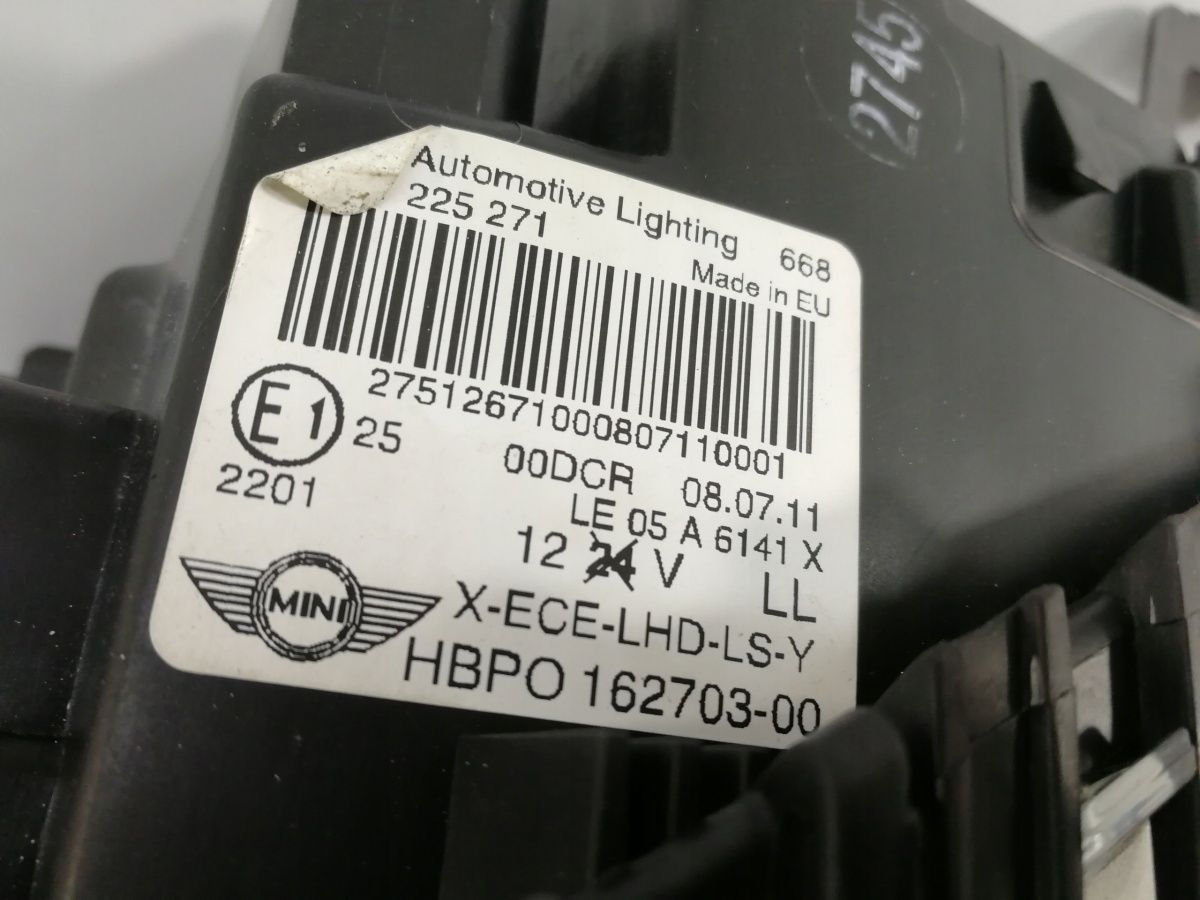 2745
Automotive Lighting 668
225 271
Made in EU
27512671000807110001
E1 25
00DCR 08.07.11
2201
LE 05 A 6141 X
12 24 V LL
MINI
X-ECE-LHD-LS-Y
HBPO 162703-00